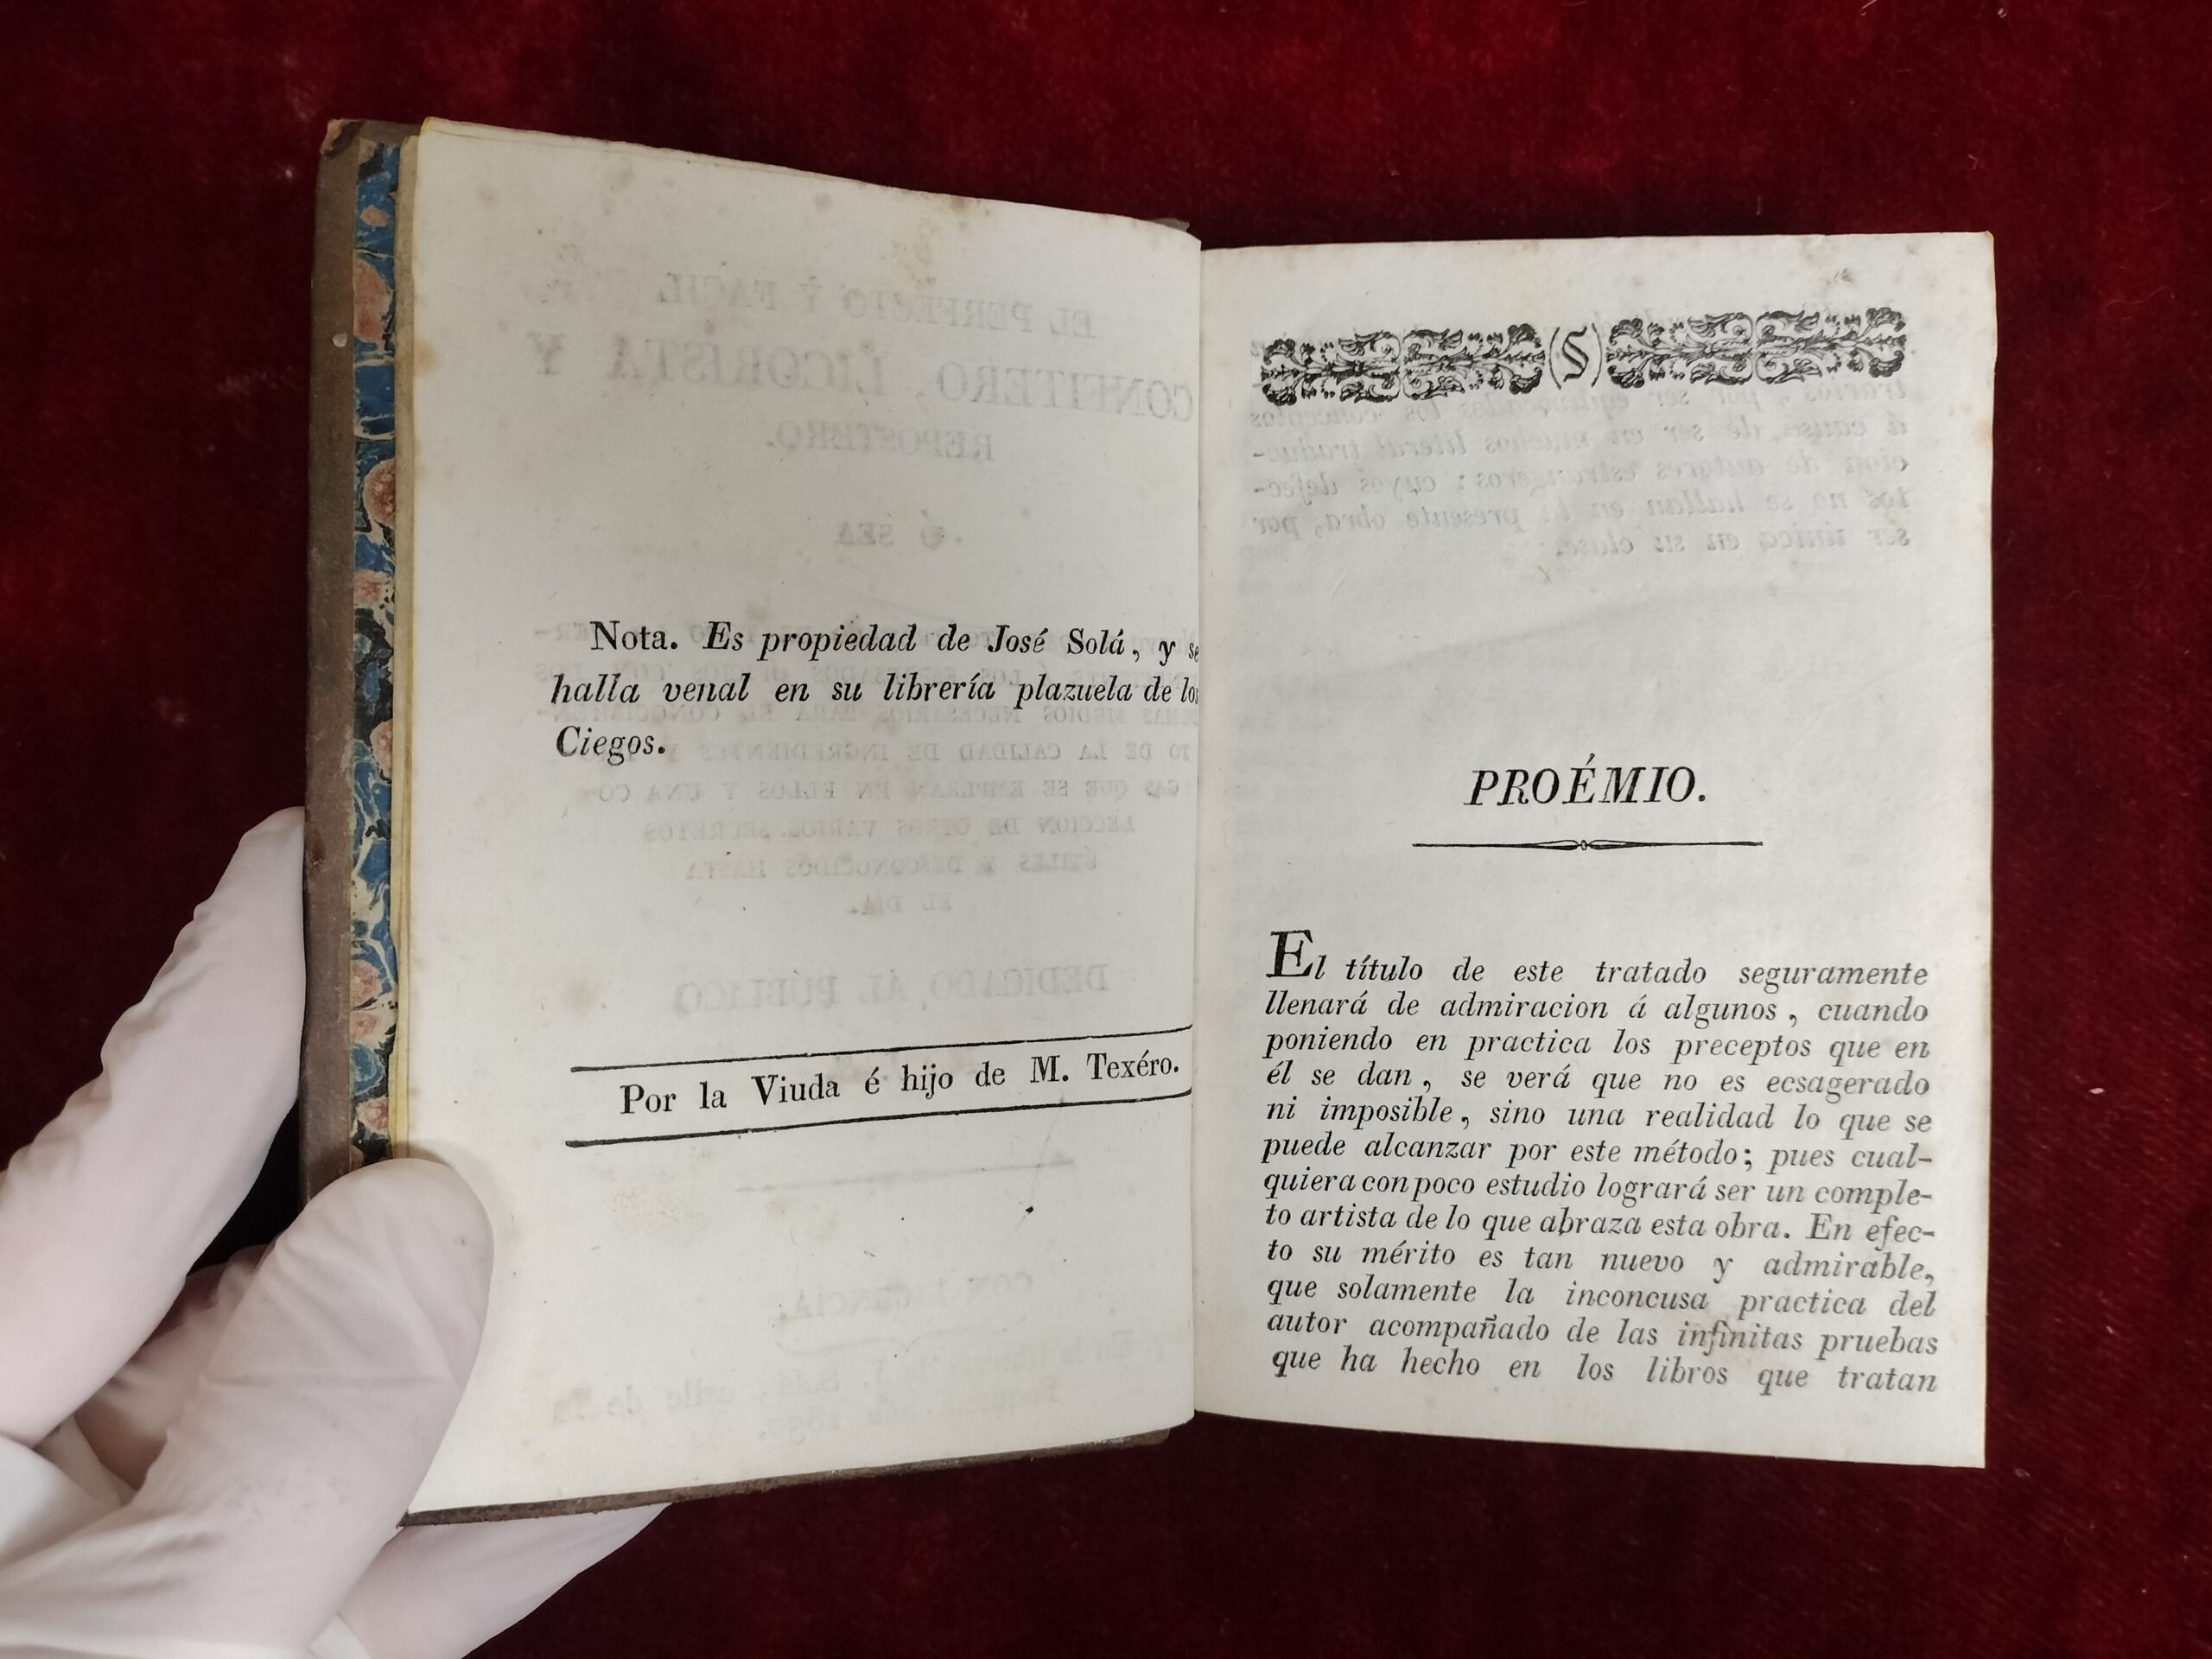 Nota. Es propiedad de José Solá, y se
halla venal en su librería plazuela de los
Ciegos.
Por la Viuda é hijo de M. Texéro.
(S)
PROÉMIO.
El título de este tratado seguramente
llenará de admiracion á algunos, cuando
poniendo en practica los preceptos que en
él se dan, se verá que no es ecsagerado
ni imposible, sino una realidad lo que se
puede alcanzar por este método; pues cual-
quiera con poco estudio logrará ser un comple-
to artista de lo que abraza esta obra. En efec-
to su mérito es tan nuevo y admirable,
que solamente la inconcusa practica del
autor acompañado de las infinitas pruebas
que ha hecho en los libros que tratan